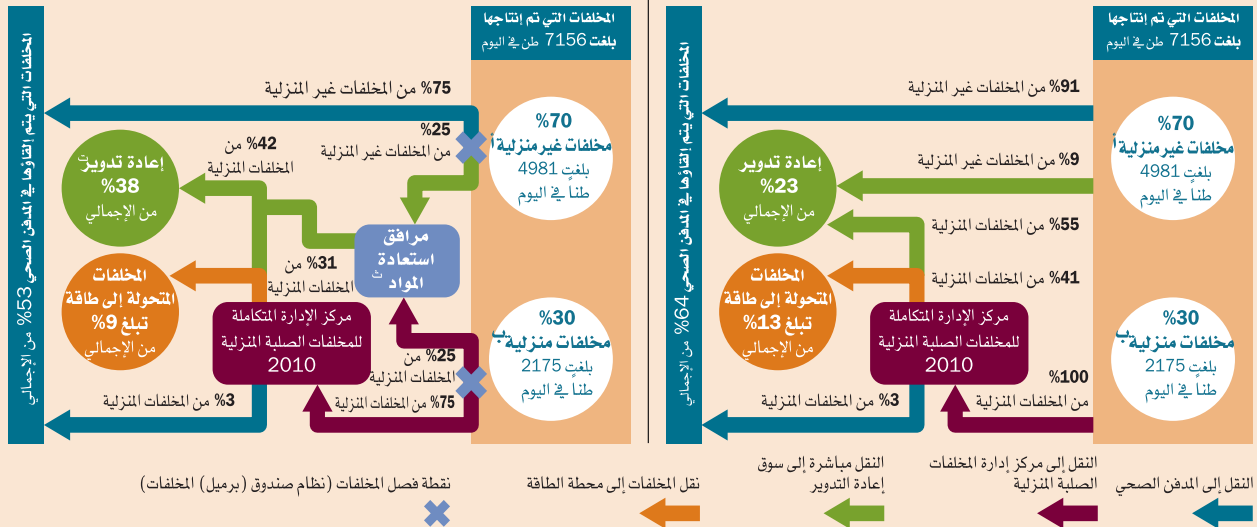 المخلفات التي تم إنتاجها
بلغت 7156 طن في اليوم
%91 من المخلفات غير المنزلية
%70
مخلفات غير منزليةأ
بلغت 4981
طناً في اليوم
%9 من المخلفات غير المنزلية
إعادة تدوير
%23
من الإجمالي
%55 من المخلفات المنزلية
%41 من المخلفات المنزلية
المخلفات
المتحولة إلى طاقة
تبلغ 13%
من الإجمالي
مركز الإدارة المتكاملة
للمخلفات الصلبة المنزلية
2010
%30
مخلفات منزليةب
بلغت 2175
طناً في اليوم
%100
من المخلفات المنزلية
%3 من المخلفات المنزلية
المخلفات التي يتم إلقاؤها في المدفن الصحي 64% من الإجمالي
المخلفات التي تم إنتاجها
بلغت 7156 طن في اليوم
%75 من المخلفات غير المنزلية
%70
مخلفات غير منزليةأ
بلغت 4981
طناً في اليوم
%25
من المخلفات غير المنزلية
%42 من
المخلفات المنزلية
إعادة تدويرت
%38
من الإجمالي
مرافق
استعادة
الموادث
%31 من
المخلفات المنزلية
المخلفات
المتحولة إلى طاقة
تبلغ 9%
من الإجمالي
مركز الإدارة المتكاملة
للمخلفات الصلبة المنزلية
2010
%30
مخلفات منزليةب
بلغت 2175
طناً في اليوم
%25 من
المخلفات المنزلية
%75 من المخلفات المنزلية
%3 من المخلفات المنزلية
المخلفات التي يتم إلقاؤها في المدفن الصحي 53% من الإجمالي
النقل إلى المدفن الصحي
النقل إلى مركز إدارة المخلفات
الصلبة المنزلية
النقل مباشرة إلى سوق
إعادة التدوير
نقل المخلفات إلى محطة الطاقة
نقطة فصل المخلفات (نظام صندوق (برميل) المخلفات)